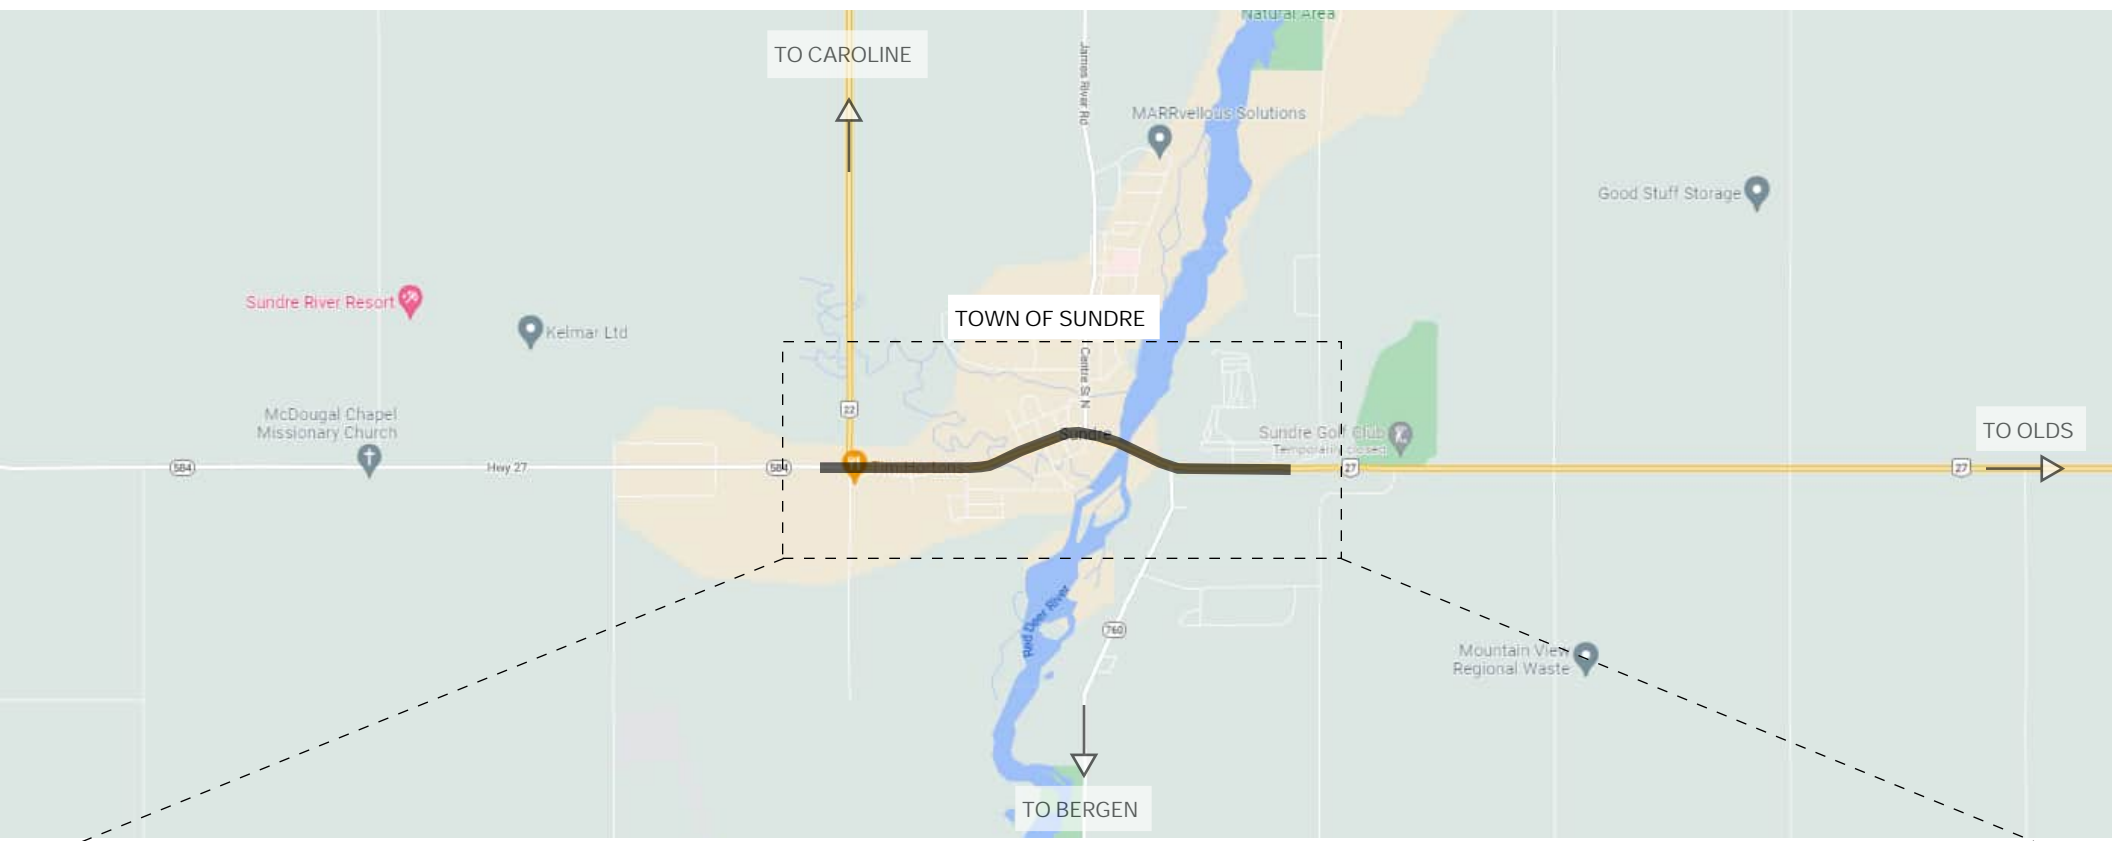 Natural Area
TO CAROLINE
James River Rd
MARRvellous Solutions
Good Stuff Storage
Sundre River Resort
Kelmar Ltd
TOWN OF SUNDRE
Centre St N
22
McDougal Chapel
Missionary Church
Sundre
Sundre Golf Club
Temporarily closed
TO OLDS
584
Hwy 27
584
Tim Hortons
27
27
Red Deer River
760
Mountain View
Regional Waste
TO BERGEN